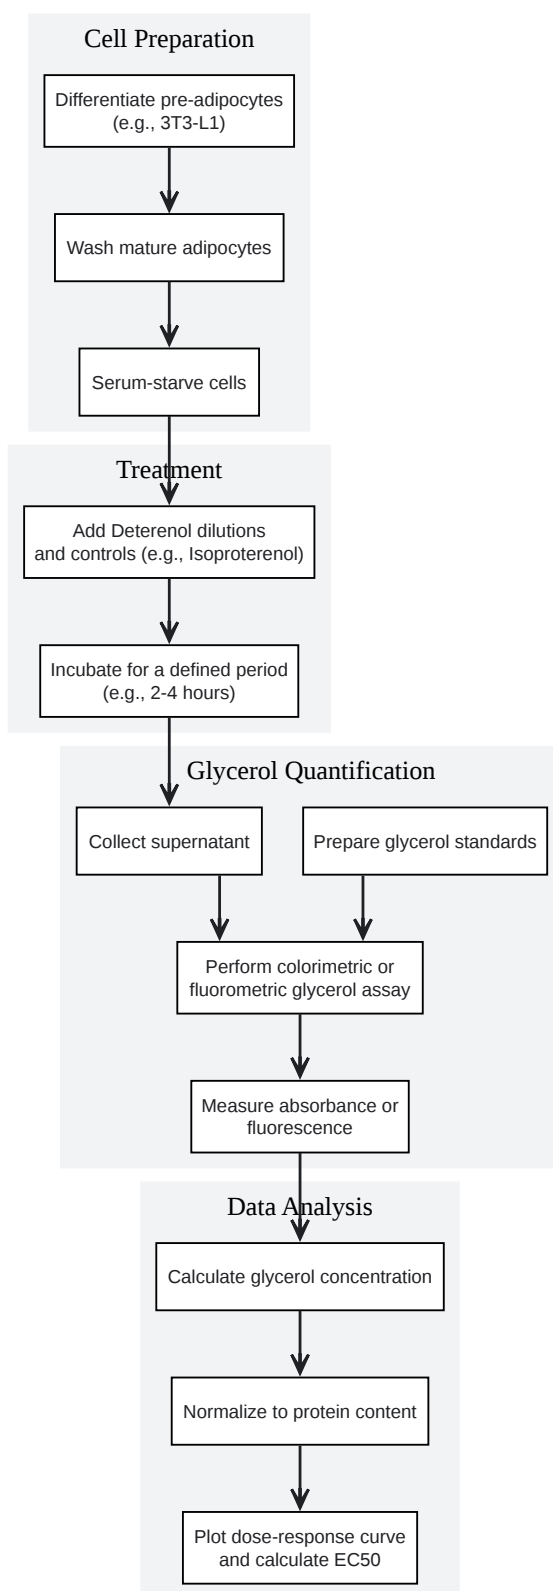 Cell Preparation
Differentiate pre-adipocytes
(e.g., 3T3-L1)
Wash mature adipocytes
Serum-starve cells
Treatment
Add Deterenol dilutions
and controls (e.g., Isoproterenol)
Incubate for a defined period
(e.g., 2-4 hours)
Glycerol Quantification
Collect supernatant
Prepare glycerol standards
Perform colorimetric or
fluorometric glycerol assay
Measure absorbance or
fluorescence
Data Analysis
Calculate glycerol concentration
Normalize to protein content
Plot dose-response curve
and calculate EC50